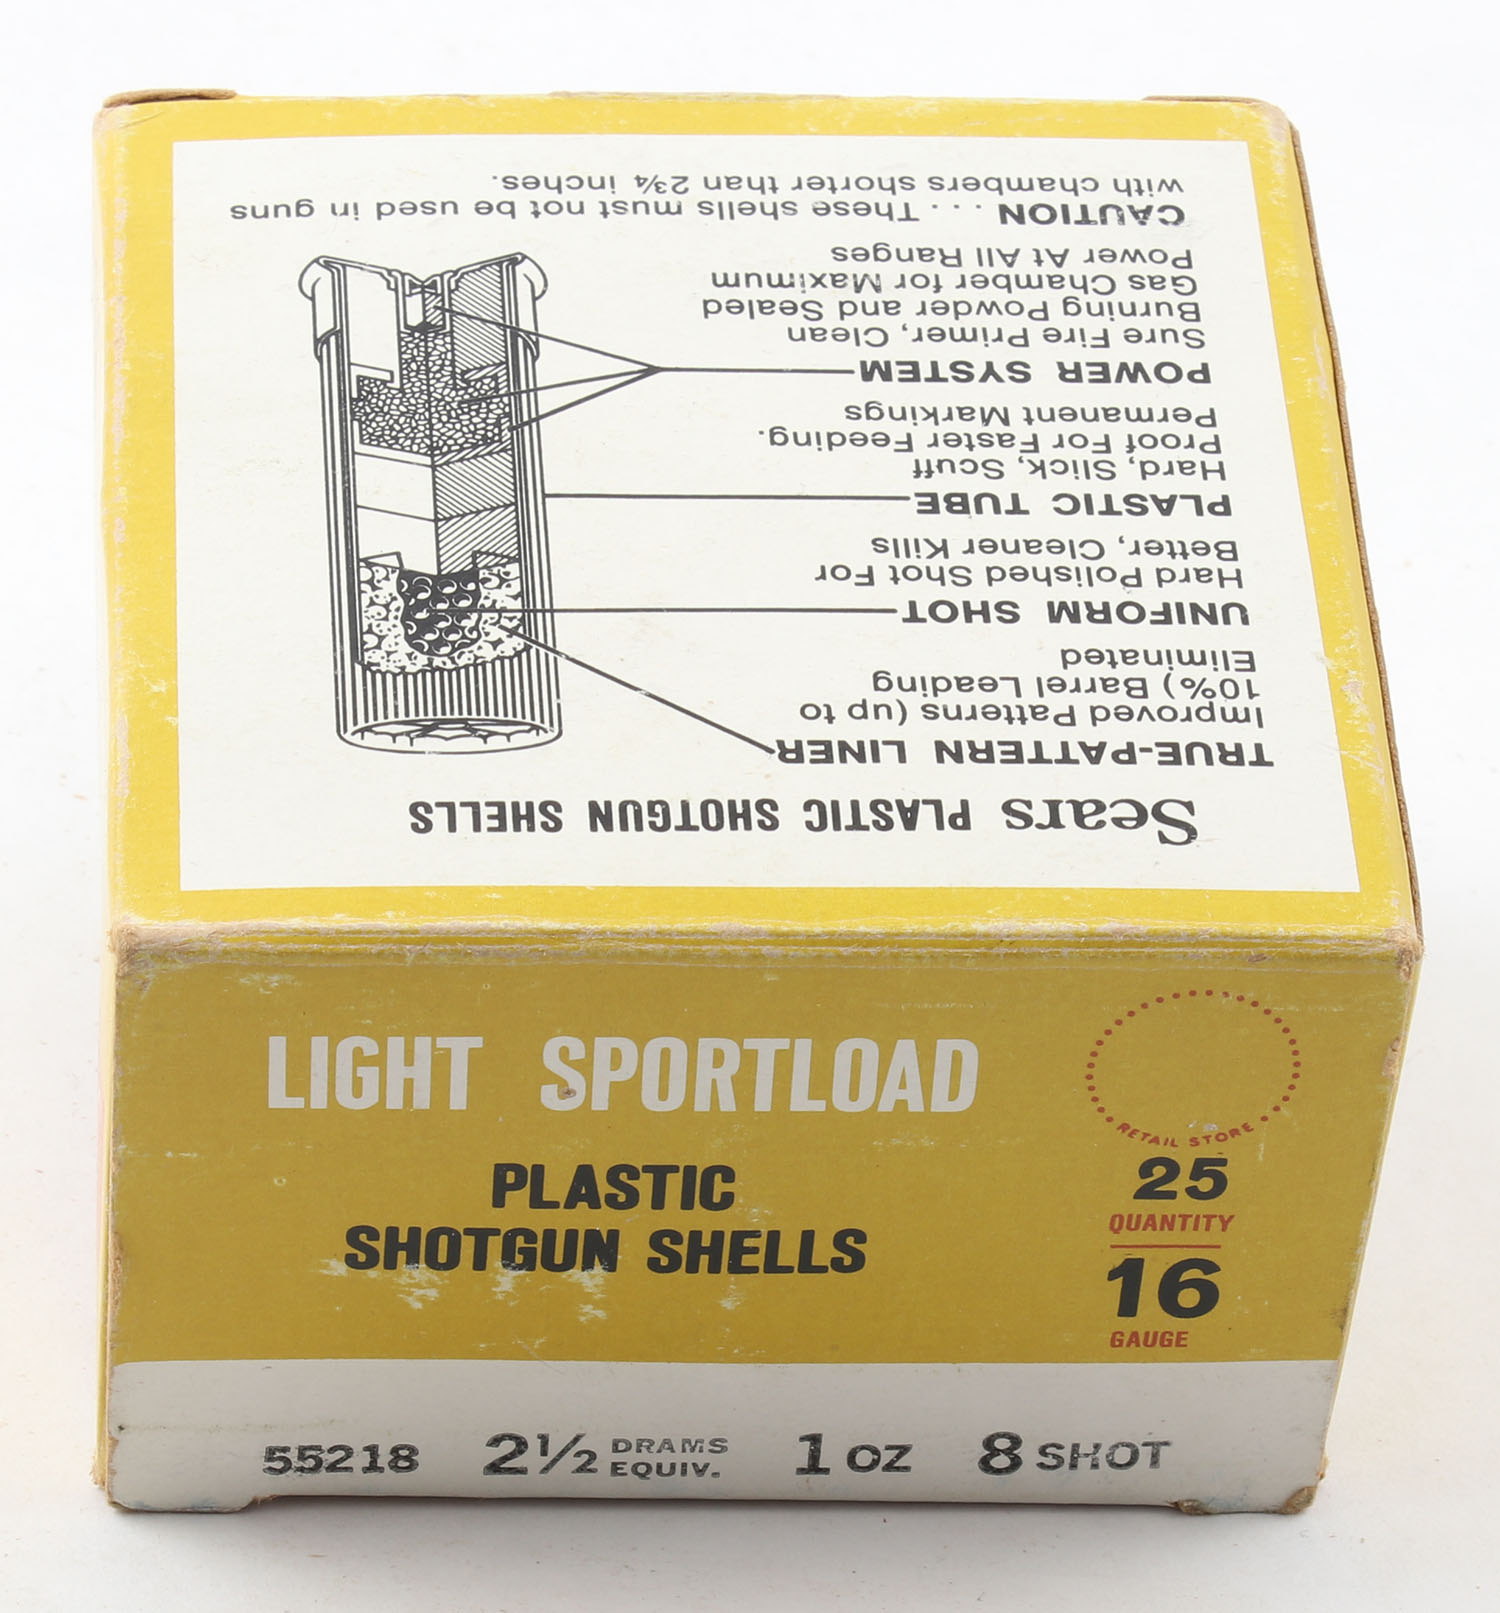 Sears PLASTIC SHOTGUN SHELLS
TRUE-PATTERN LINER
Improved Patterns (up to
10%) Barrel Leading
Eliminated
UNIFORM SHOT
Hard Polished Shot For
Better, Cleaner Kills
PLASTIC TUBE
Hard, Slick, Scuff
Proof For Faster Feeding.
Permanent Markings
POWER SYSTEM
Sure Fire Primer, Clean
Burning Powder and Sealed
Gas Chamber for Maximum
Power At All Ranges
CAUTION .... These shells must not be used in guns
with chambers shorter than 2¾ inches.
LIGHT SPORTLOAD
PLASTIC
SHOTGUN SHELLS
RETAIL STORE
25
QUANTITY
16
GAUGE
55218 2½ DRAMS EQUIV. 1 OZ 8 SHOT